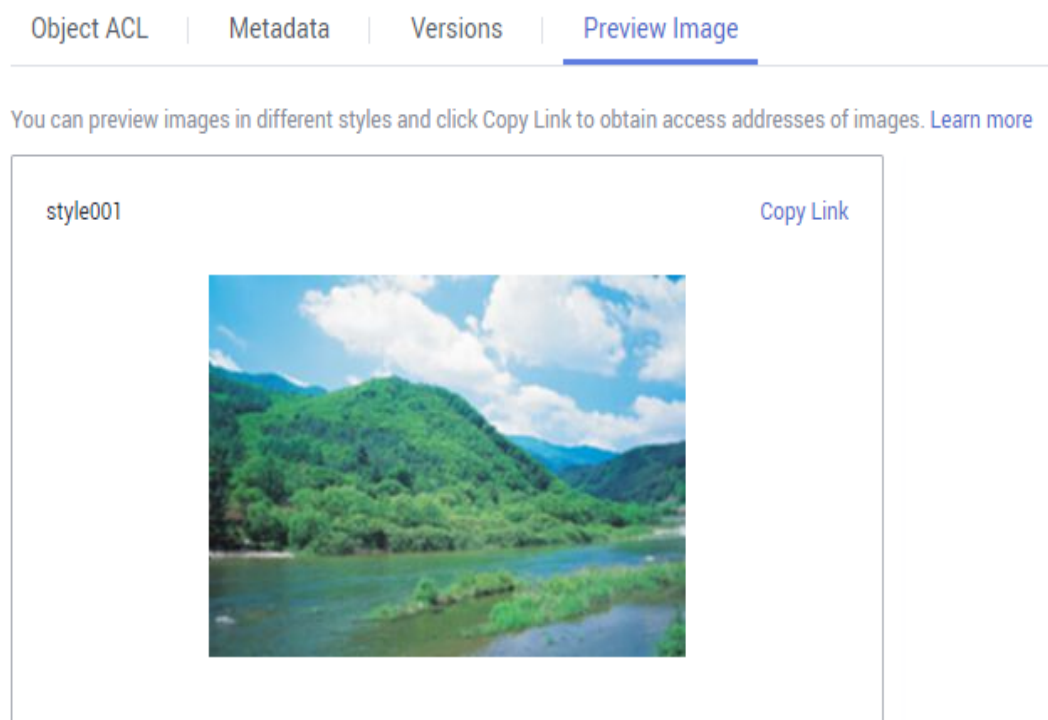 Object ACL Metadata Versions Preview Image
You can preview images in different styles and click Copy Link to obtain access addresses of images. Learn more
style001 Copy Link